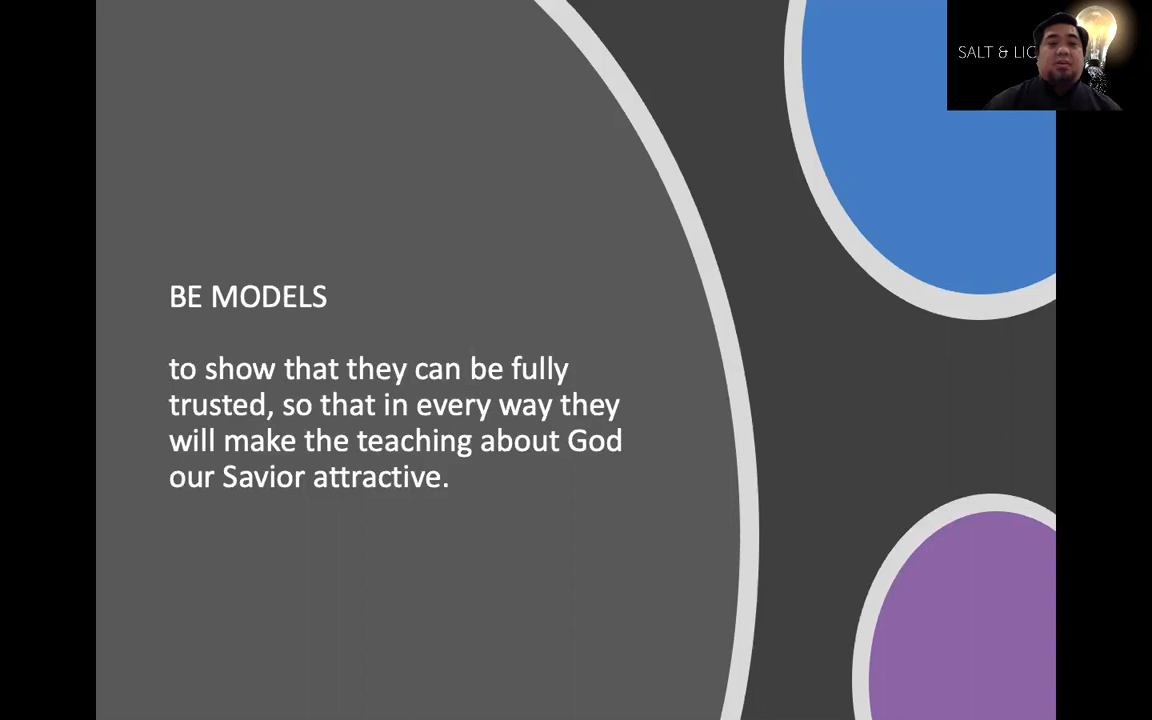 SALT &
BE MODELS
to show that they can be fully
trusted, so that in every way they
will make the teaching about God
our Savior attractive.